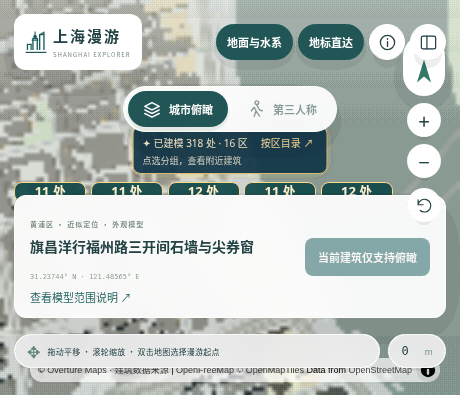 上海漫游
SHANGHAI EXPLORER
地面与水系
地标直达
城市俯瞰
第三人称
✦ 已建模 318 处 · 16 区 按区目录 ↗
点选分组，查看附近建筑
11 处
11 处
12 处
11 处
12 处
黄浦区 · 近似定位 · 外观模型
旗昌洋行福州路三开间石墙与尖券窗
31.23744° N · 121.48565° E
查看模型范围说明 ↗
当前建筑仅支持俯瞰
拖动平移 · 滚轮缩放 · 双击地图选择漫游起点
0 m
© Overture Maps · 建筑数据来源 | OpenFreeMap © OpenMapTiles Data from OpenStreetMap